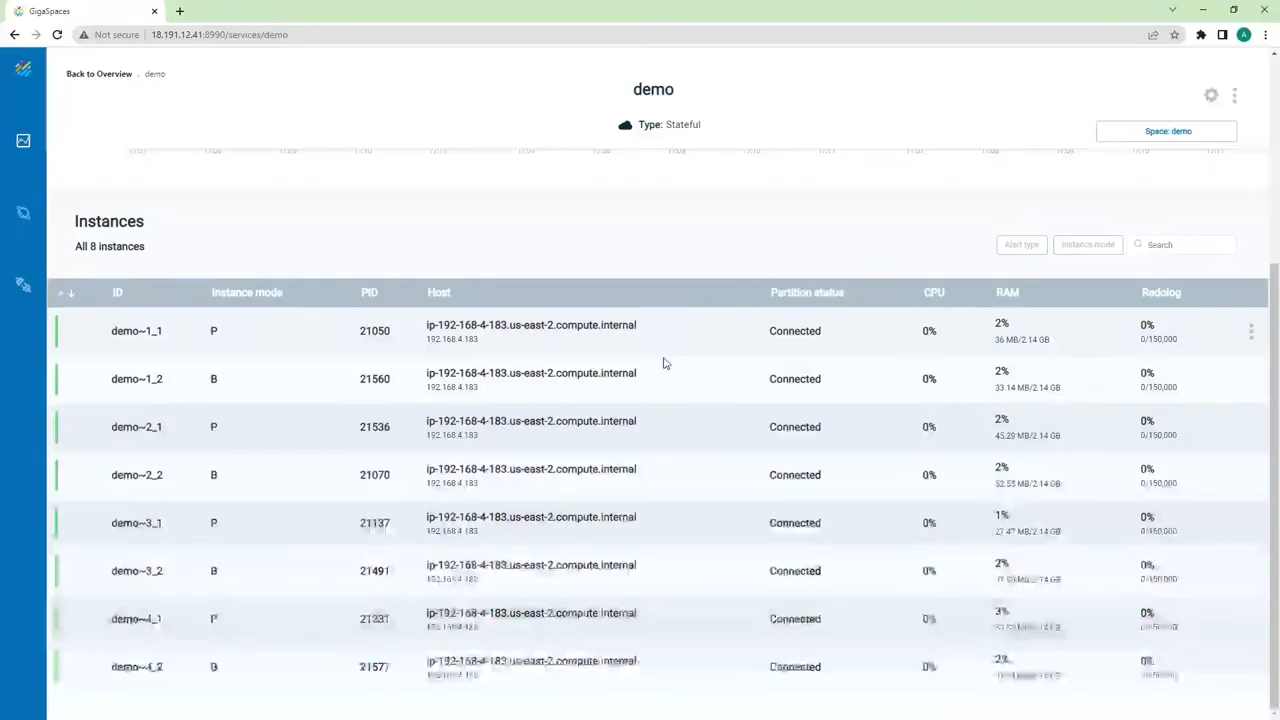 GigaSpaces
Not secure 18.191.12.41:8990/services/demo
A
Back to Overview demo
demo
Type: Stateful
Space: demo
Instances
All 8 instances
Alert type Instance mode Search
ID Instance mode PID Host Partition status CPU RAM Redolog
demo~1_1 P 21050 ip-192-168-4-183.us-east-2.compute.internal Connected 0% 2% 0%
192.168.4.183 36 MB/2.14 GB 0/150,000
demo~1_2 B 21560 ip-192-168-4-183.us-east-2.compute.internal Connected 0% 2% 0%
192.168.4.183 33.14 MB/2.14 GB 0/150,000
demo~2_1 P 21536 ip-192-168-4-183.us-east-2.compute.internal Connected 0% 2% 0%
192.168.4.183 45.29 MB/2.14 GB 0/150,000
demo~2_2 B 21070 ip-192-168-4-183.us-east-2.compute.internal Connected 0% 2% 0%
192.168.4.183 52.55 MB/2.14 GB 0/150,000
demo~3_1 P 21137 ip-192-168-4-183.us-east-2.compute.internal Connected 0% 1% 0%
192.168.4.183 MB/2.14 GB 0/150,000
demo~3_2 B 21491 ip-192-168-4-183.us-east-2.compute.internal Connected 0% 2% 0%
demo~4_1 P ip-192-168-4-183.us-east-2.compute.internal Connected 0% 0%
demo~4_2 B 21577 ip-192-168-4-183.us-east-2.compute.internal Connected 0% 2%